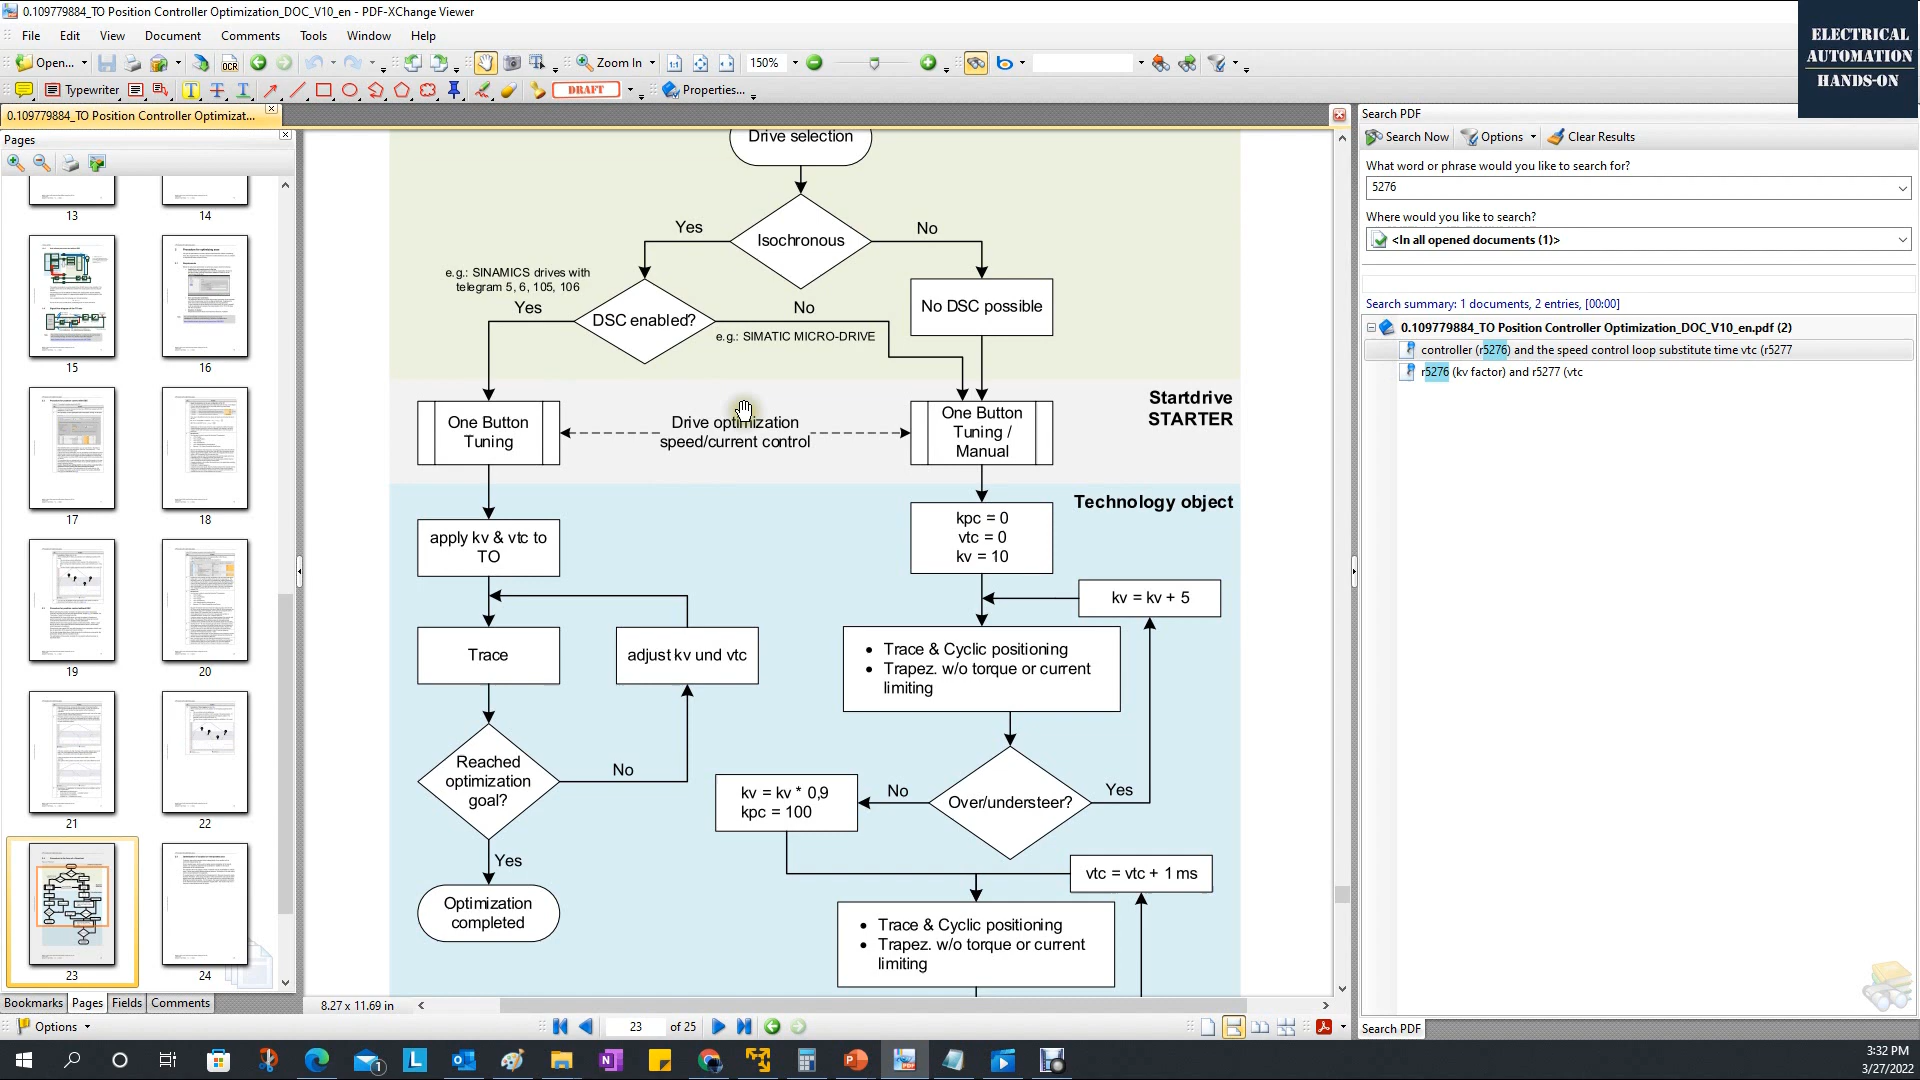 0.109779884_TO Position Controller Optimization_DOC_V10_en - PDF-XChange Viewer
File Edit View Document Comments Tools Window Help
Open... OCR Zoom In 150%
Typewriter DRAFT Properties...
ELECTRICAL
AUTOMATION
HANDS-ON
0.109779884_TO Position Controller Optimizat...
Pages
13 14
15 16
17 18
19 20
21 22
23 24
Bookmarks Pages Fields Comments
Options
Drive selection
Isochronous
Yes
No
e.g.: SINAMICS drives with
telegram 5, 6, 105, 106
Yes
DSC enabled?
No
e.g.: SIMATIC MICRO-DRIVE
No DSC possible
Startdrive
STARTER
One Button
Tuning
Drive optimization
speed/current control
One Button
Tuning /
Manual
Technology object
apply kv & vtc to
TO
kpc = 0
vtc = 0
kv = 10
kv = kv + 5
Trace
adjust kv und vtc
• Trace & Cyclic positioning
• Trapez. w/o torque or current
limiting
Reached
optimization
goal?
No
Yes
Optimization
completed
kv = kv * 0,9
kpc = 100
No
Over/understeer?
Yes
vtc = vtc + 1 ms
• Trace & Cyclic positioning
• Trapez. w/o torque or current
limiting
8.27 x 11.69 in
23 of 25
Search PDF
Search Now Options Clear Results
What word or phrase would you like to search for?
5276
Where would you like to search?
<In all opened documents (1)>
Search summary: 1 documents, 2 entries, [00:00]
0.109779884_TO Position Controller Optimization_DOC_V10_en.pdf (2)
controller (r5276) and the speed control loop substitute time vtc (r5277
r5276 (kv factor) and r5277 (vtc
Search PDF
3:32 PM
3/27/2022